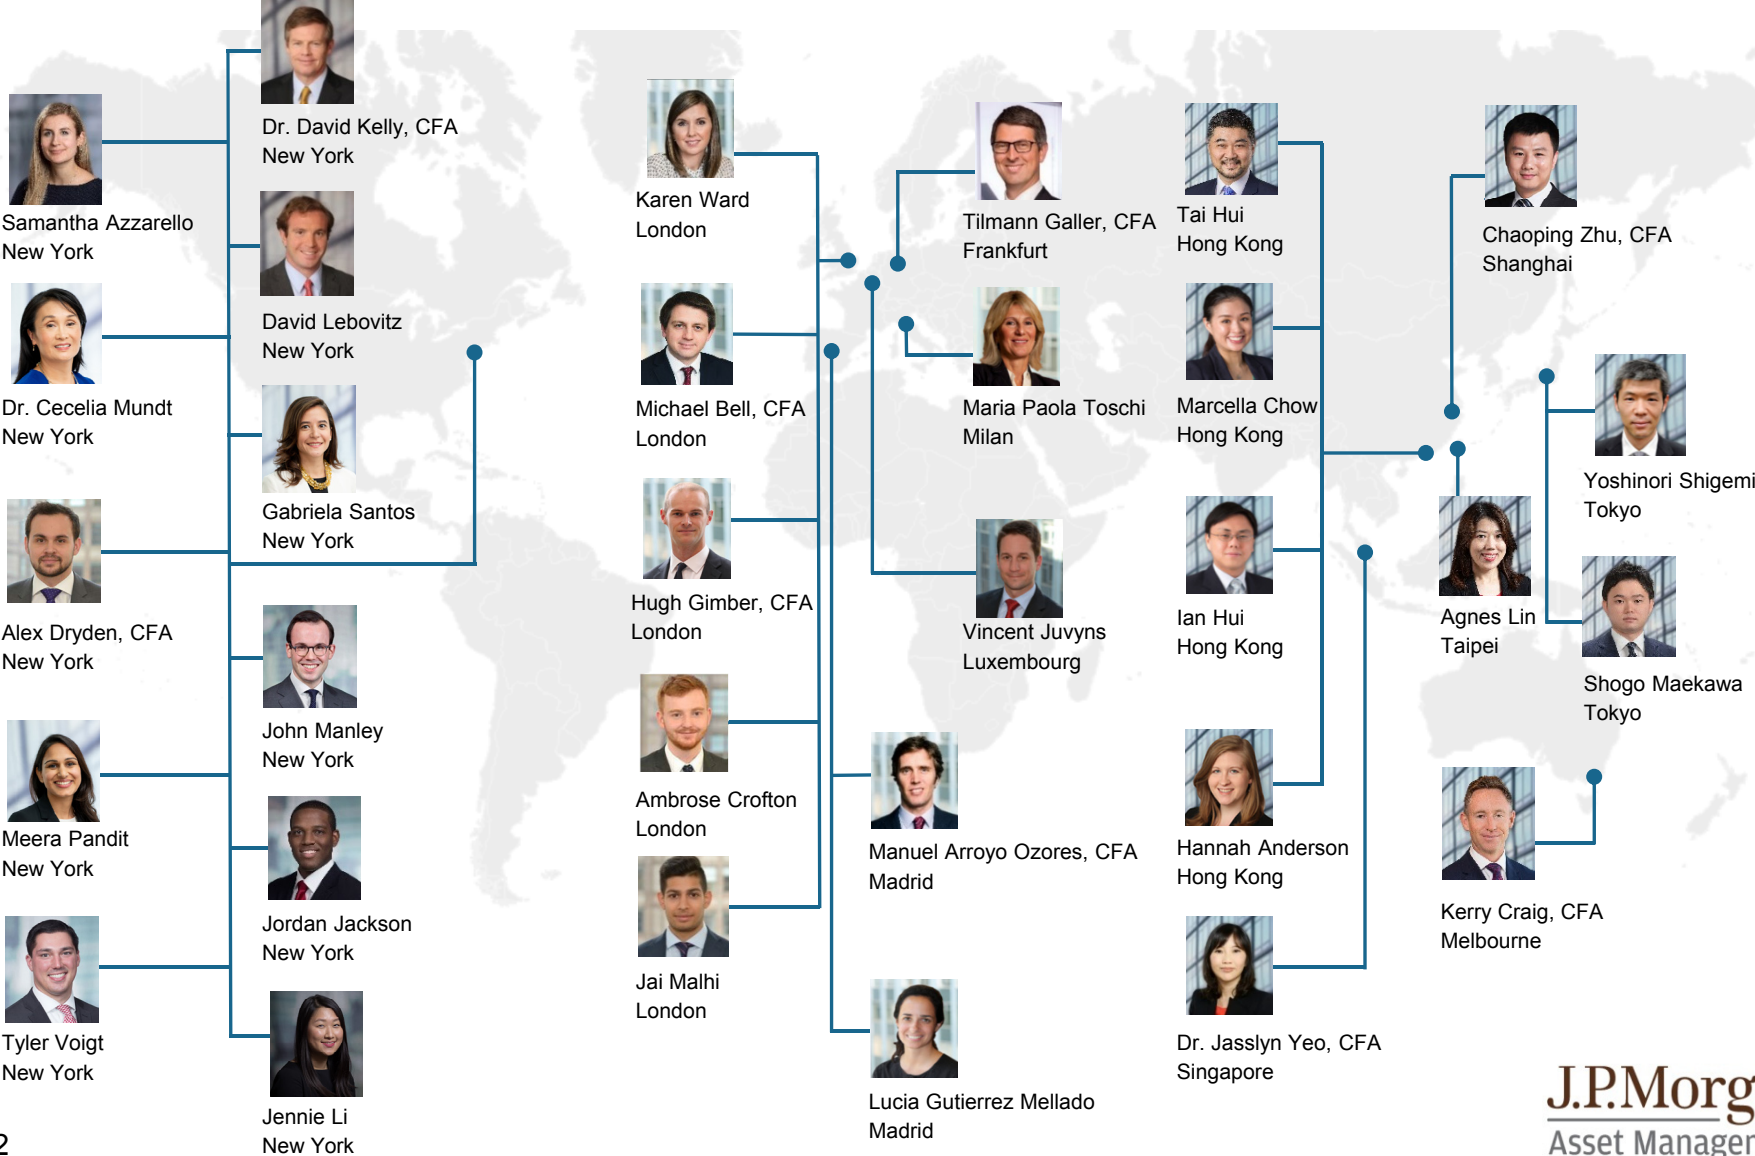 Dr. David Kelly, CFA
New York
Samantha Azzarello
New York
David Lebovitz
New York
Dr. Cecelia Mundt
New York
Gabriela Santos
New York
Alex Dryden, CFA
New York
John Manley
New York
Meera Pandit
New York
Jordan Jackson
New York
Tyler Voigt
New York
Jennie Li
New York
Karen Ward
London
Michael Bell, CFA
London
Hugh Gimber, CFA
London
Ambrose Crofton
London
Jai Malhi
London
Tilmann Galler, CFA
Frankfurt
Maria Paola Toschi
Milan
Vincent Juvyns
Luxembourg
Manuel Arroyo Ozores, CFA
Madrid
Lucia Gutierrez Mellado
Madrid
Tai Hui
Hong Kong
Marcella Chow
Hong Kong
Ian Hui
Hong Kong
Hannah Anderson
Hong Kong
Dr. Jasslyn Yeo, CFA
Singapore
Chaoping Zhu, CFA
Shanghai
Yoshinori Shigemi
Tokyo
Agnes Lin
Taipei
Shogo Maekawa
Tokyo
Kerry Craig, CFA
Melbourne
J.P.Morg
Asset Manager
2